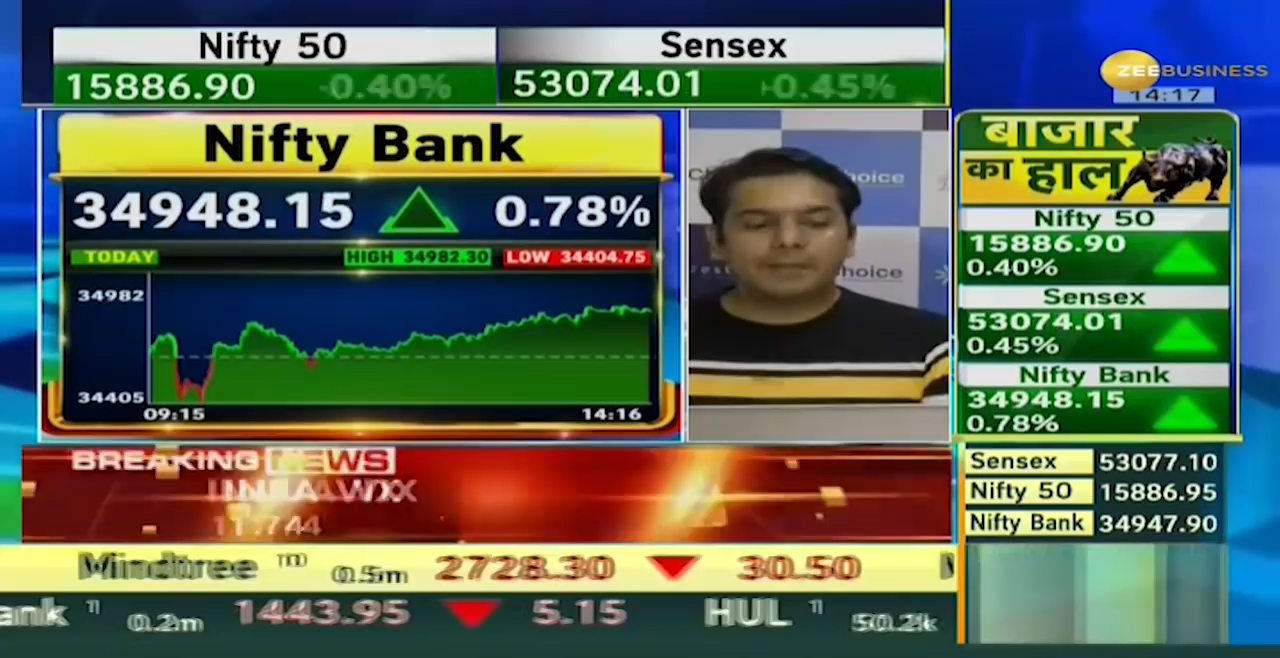 Nifty 50
15886.90 -0.40%
Sensex
53074.01 +0.45%
ZEEBUSINESS
14:17
Nifty Bank
34948.15 0.78%
TODAY HIGH 34982.30 LOW 34404.75
34982
34405
09:15 14:16
hoice
hoice
बाजार
का हाल
Nifty 50
15886.90
0.40%
Sensex
53074.01
0.45%
Nifty Bank
34948.15
0.78%
Sensex 53077.10
Nifty 50 15886.95
Nifty Bank 34947.90
BREAKING NEWS
Mindtree 0.5m 2728.30 30.50
ank 0.2m 1443.95 5.15 HUL 50.2k